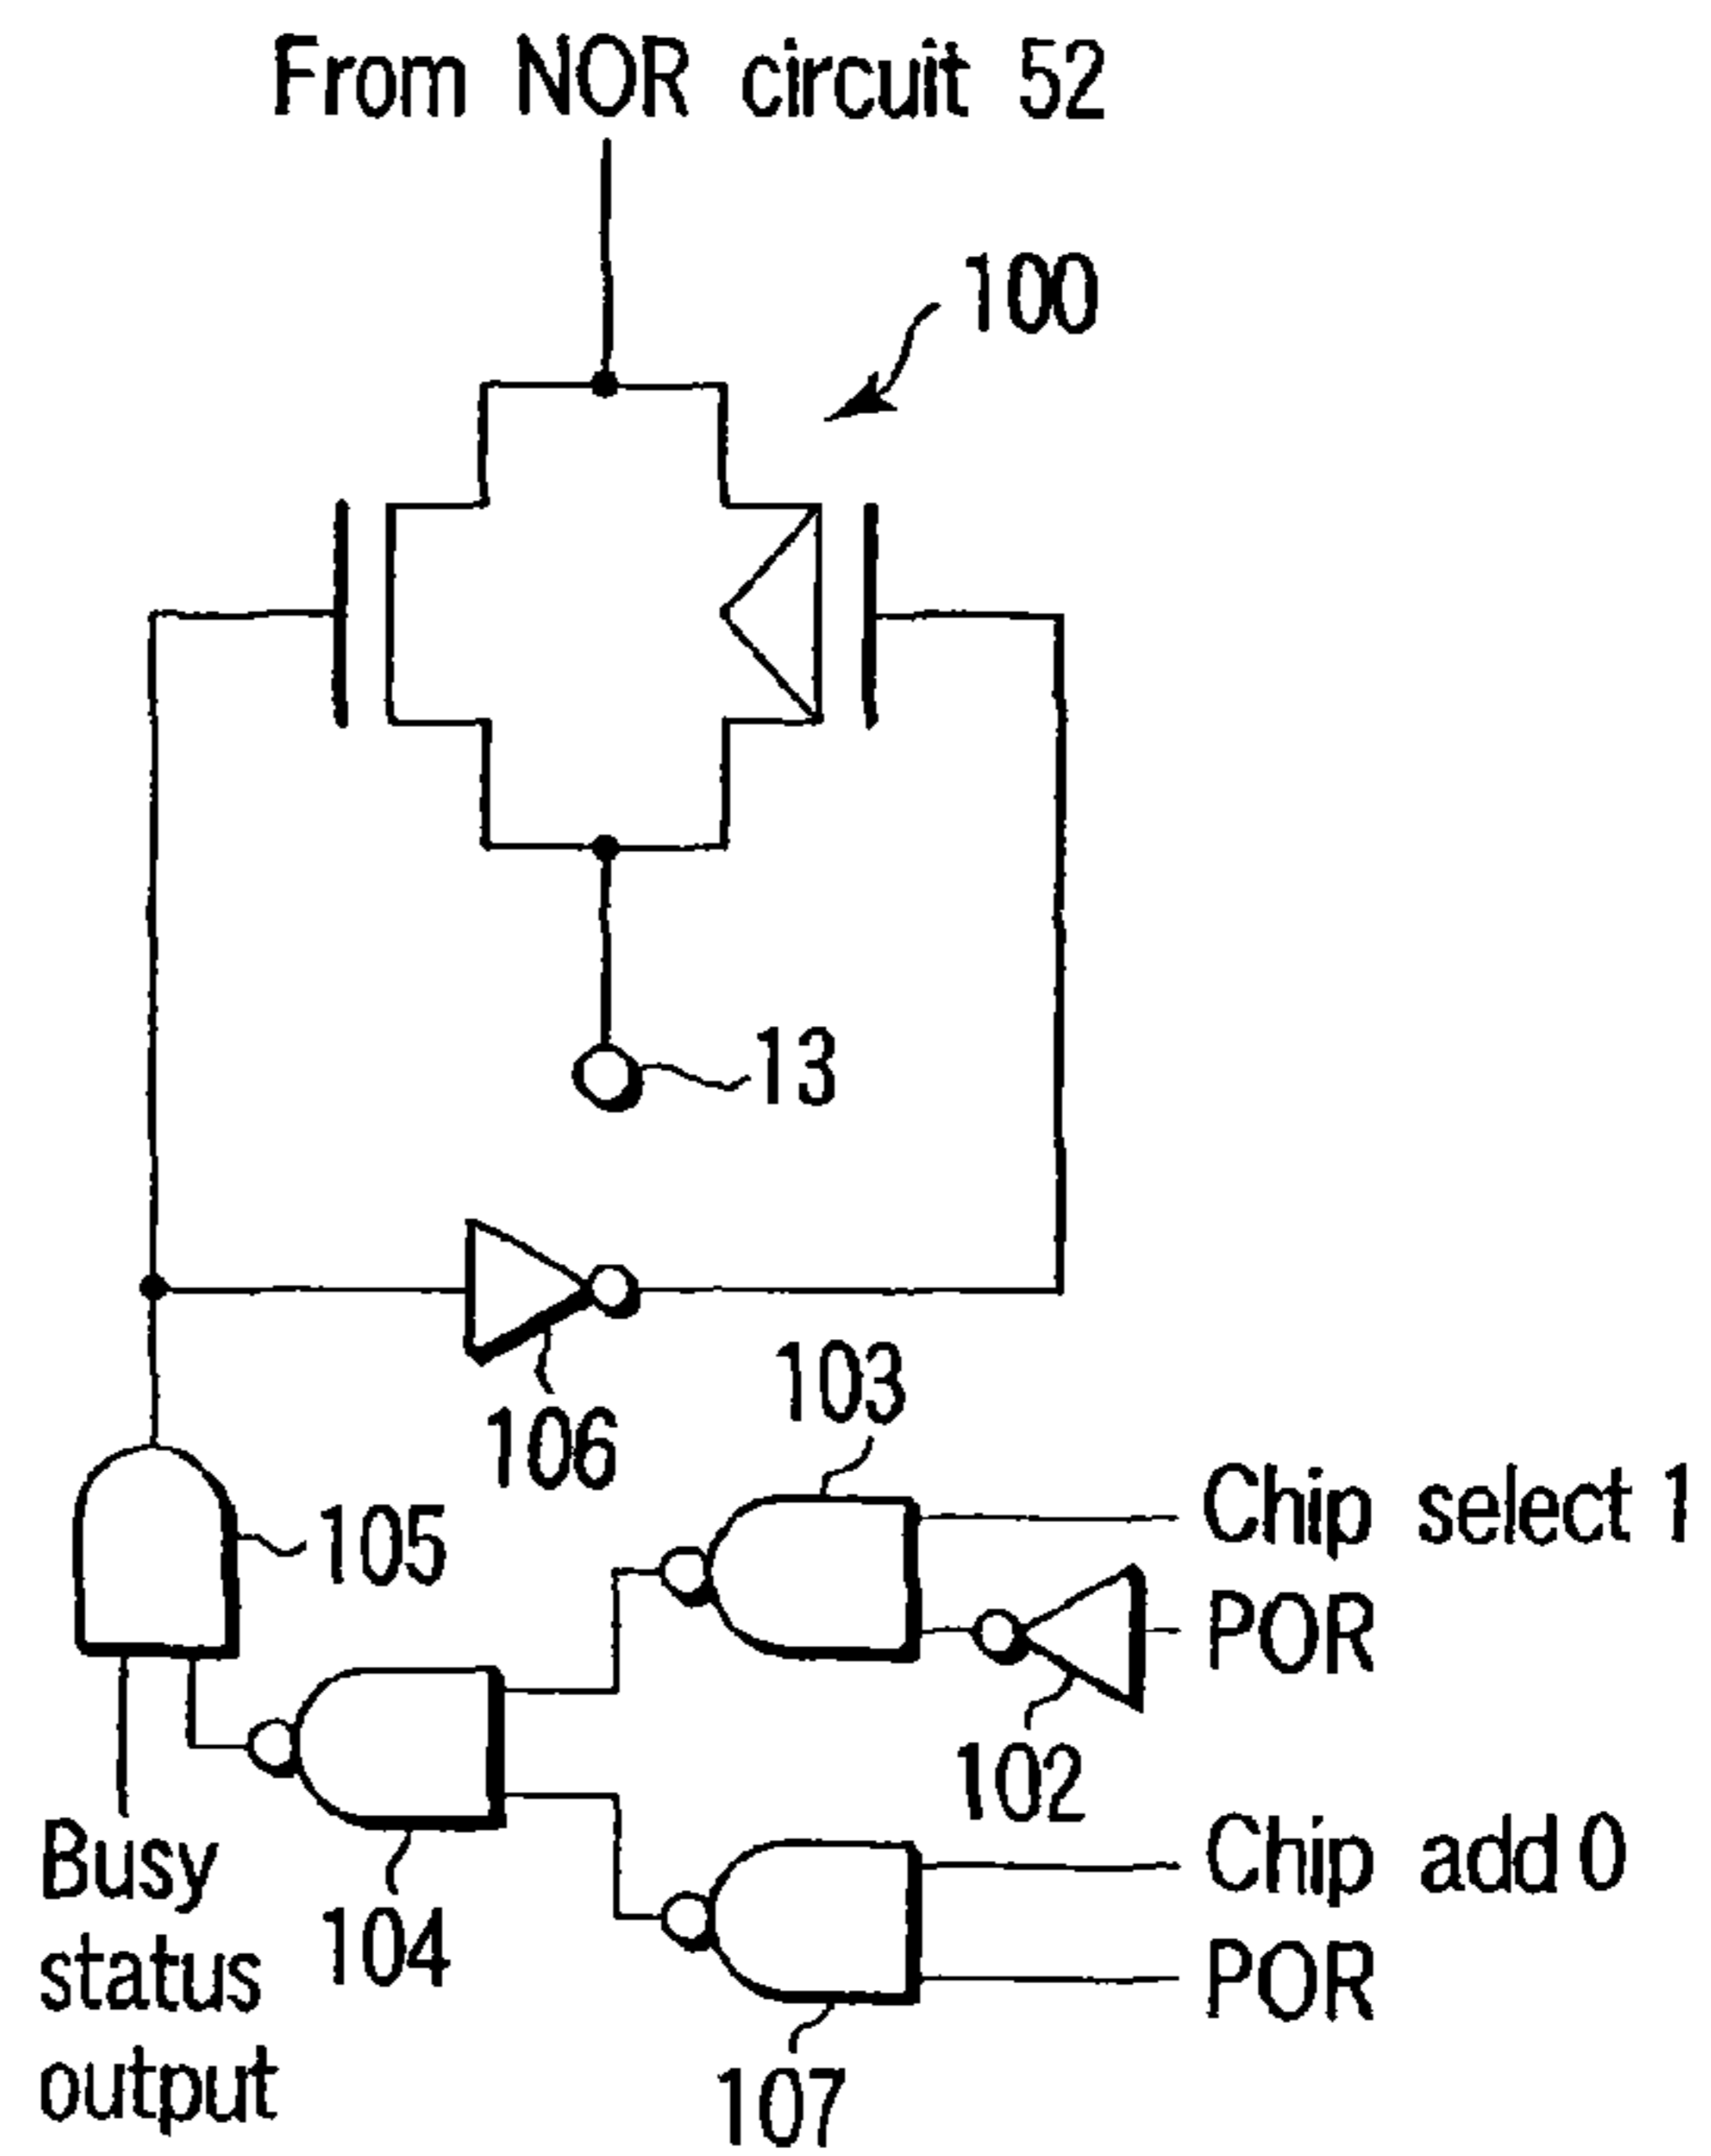 From NOR circuit 52
100
13
106
103
105
Chip select 1
POR
102
104
Chip add 0
POR
107
Busy
status
output